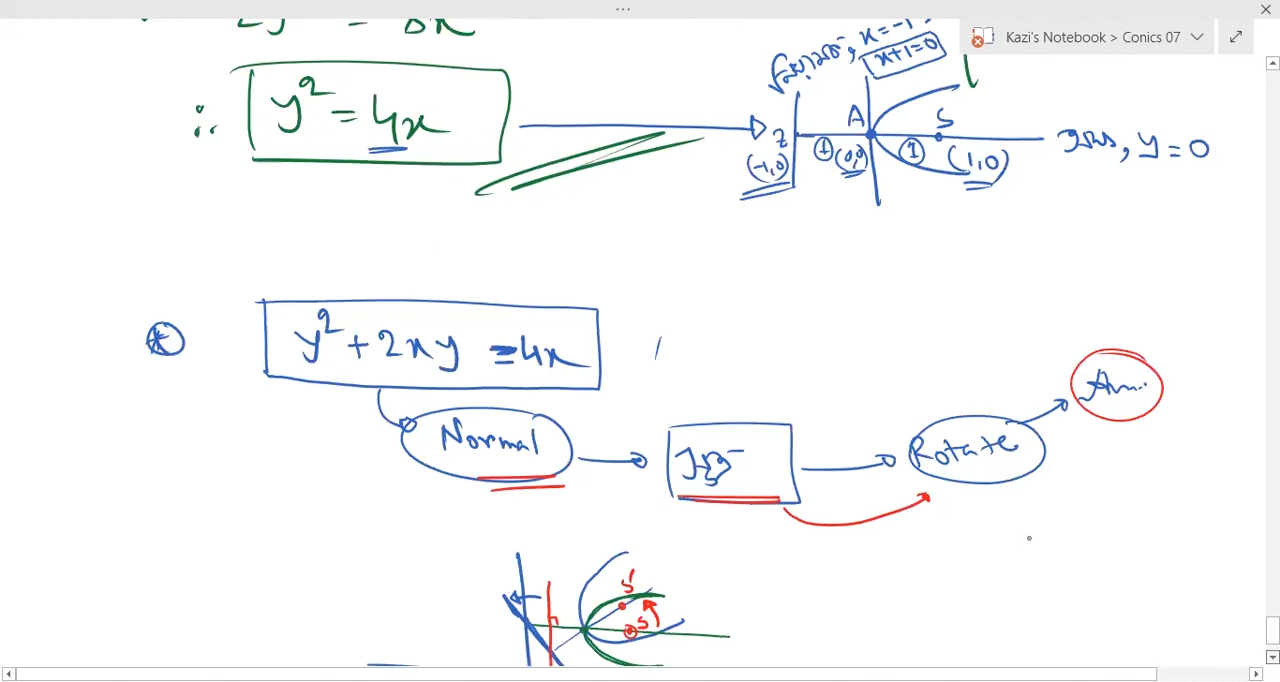 Kazi's Notebook > Conics 07
x+1=0
∴ y² = 4x
A
S
Z
(-1,0)
1
(0,0)
1
(1,0)
অক্ষ, y = 0
y² + 2xy = 4x
Normal
Rotate
S'
S